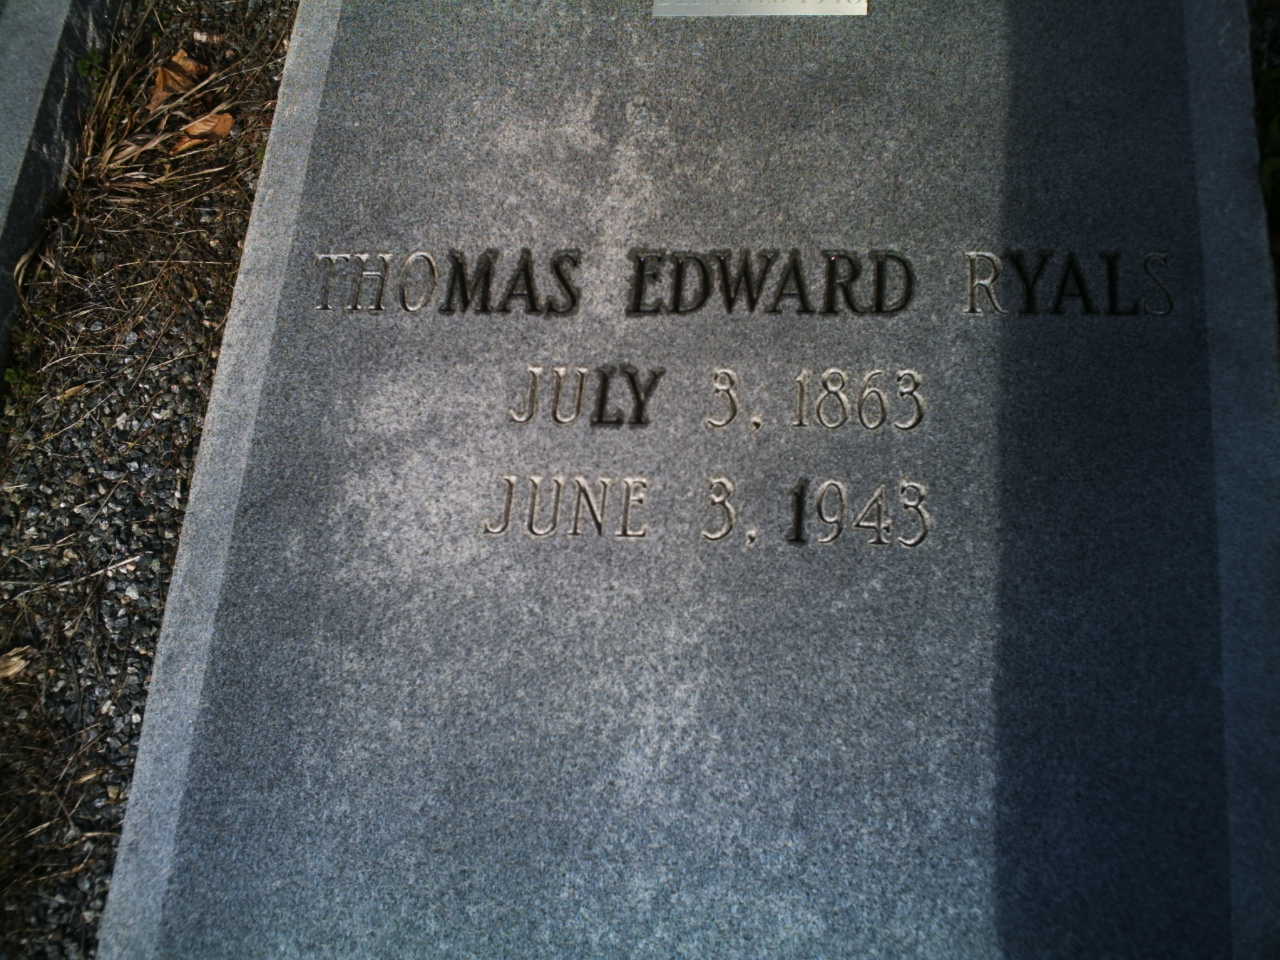 THOMAS EDWARD RYALS
JULY 3, 1863
JUNE 3, 1943